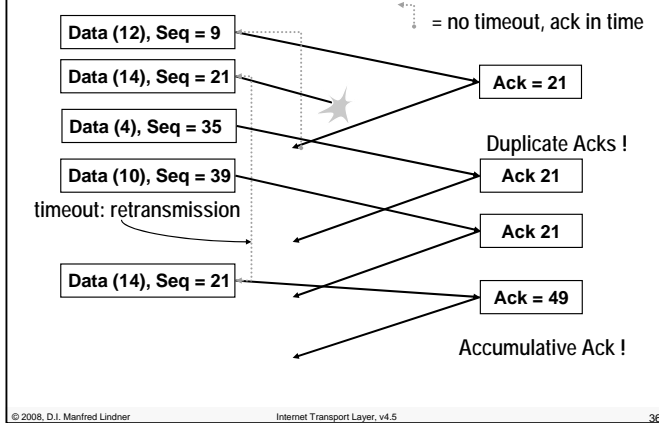 = no timeout, ack in time
Data (12), Seq = 9
Data (14), Seq = 21
Ack = 21
Data (4), Seq = 35
Duplicate Acks !
Data (10), Seq = 39
Ack 21
timeout: retransmission
Ack 21
Data (14), Seq = 21
Ack = 49
Accumulative Ack !
© 2008, D.I. Manfred Lindner
Internet Transport Layer, v4.5
36